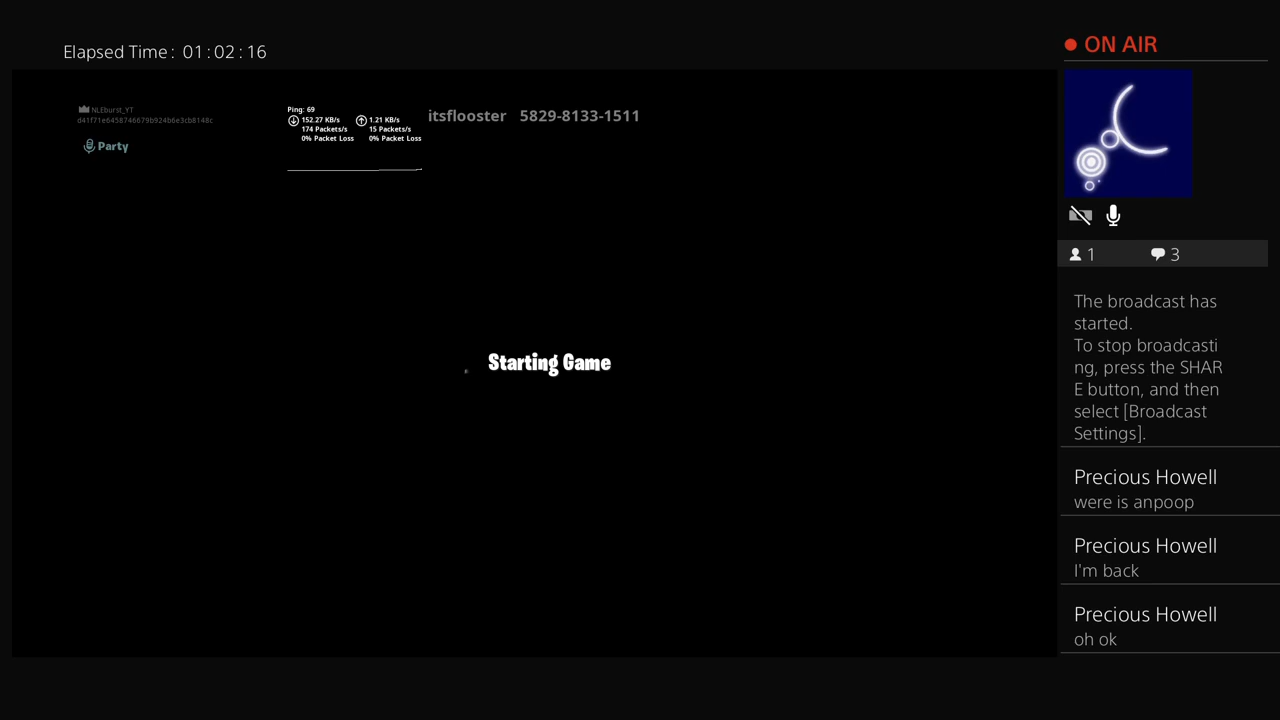 Elapsed Time: 01:02:16
ON AIR
NLEburst_YT
d41f71e6458746679b924b6e3cb8148c
Party
Ping: 69
152.27 KB/s 1.21 KB/s
174 Packets/s 15 Packets/s
0% Packet Loss 0% Packet Loss
itsflooster 5829-8133-1511
Starting Game
1 3
The broadcast has
started.
To stop broadcasti
ng, press the SHAR
E button, and then
select [Broadcast
Settings].
Precious Howell
were is anpoop
Precious Howell
I'm back
Precious Howell
oh ok